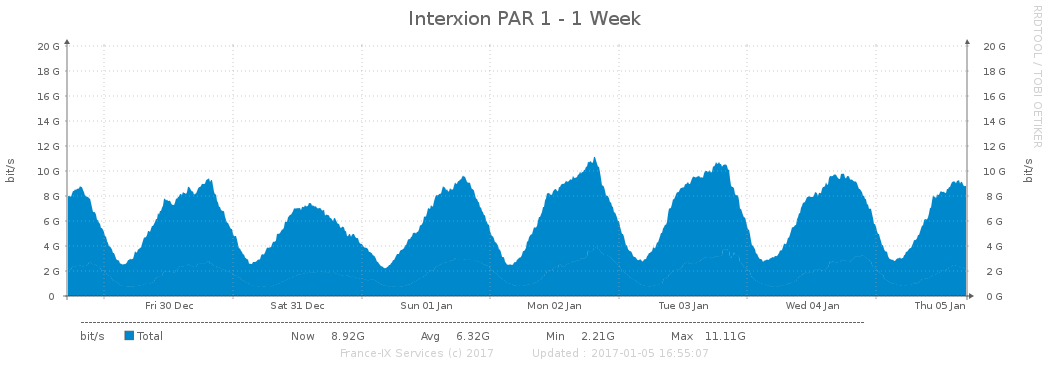 Interxion PAR 1 - 1 Week
RRDTOOL / TOBI OETIKER
20 G 20 G
18 G 18 G
16 G 16 G
14 G 14 G
12 G 12 G
10 G 10 G
8 G 8 G
6 G 6 G
4 G 4 G
2 G 2 G
0 0 G
bit/s
bit/s
Fri 30 Dec Sat 31 Dec Sun 01 Jan Mon 02 Jan Tue 03 Jan Wed 04 Jan Thu 05 Jan
bit/s Total Now 8.92G Avg 6.32G Min 2.21G Max 11.11G
France-IX Services (c) 2017 Updated : 2017-01-05 16:55:07